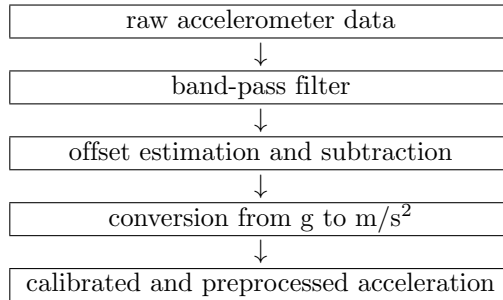 raw accelerometer data
↓
band-pass filter
↓
offset estimation and subtraction
↓
conversion from g to m/s²
↓
calibrated and preprocessed acceleration